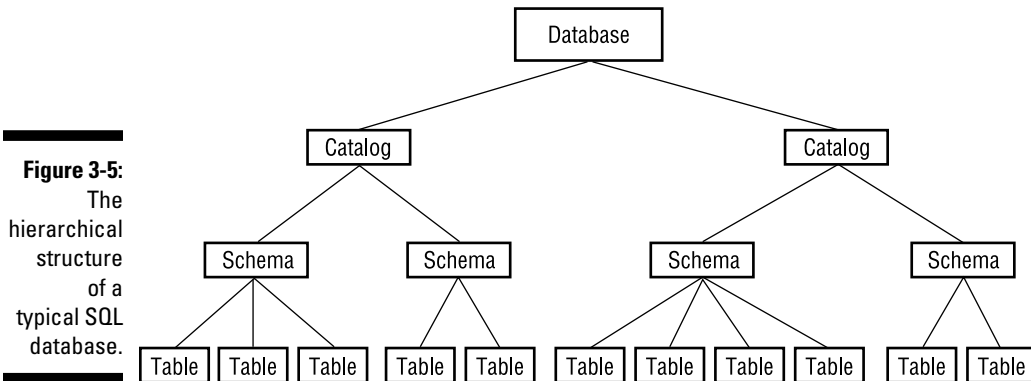 Database
Catalog Catalog
Figure 3-5:
The
hierarchical
structure
of a
typical SQL
database.
Schema Schema Schema Schema
Table Table Table Table Table Table Table Table Table Table Table